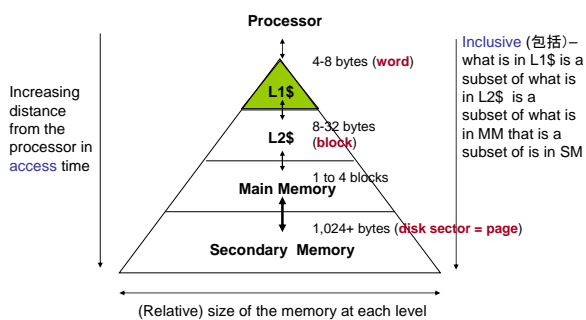 Processor
4-8 bytes (word)
Inclusive (包括)–
what is in L1$ is a
subset of what
in L2$ is a
subset of what is
in MM that is a
subset of is in SM
Increasing
distance
from the
processor in
access time
L1$
8-32 bytes
(block)
L2$
1 to 4 blocks
Main Memory
1,024+ bytes (disk sector = page)
Secondary Memory
(Relative) size of the memory at each level